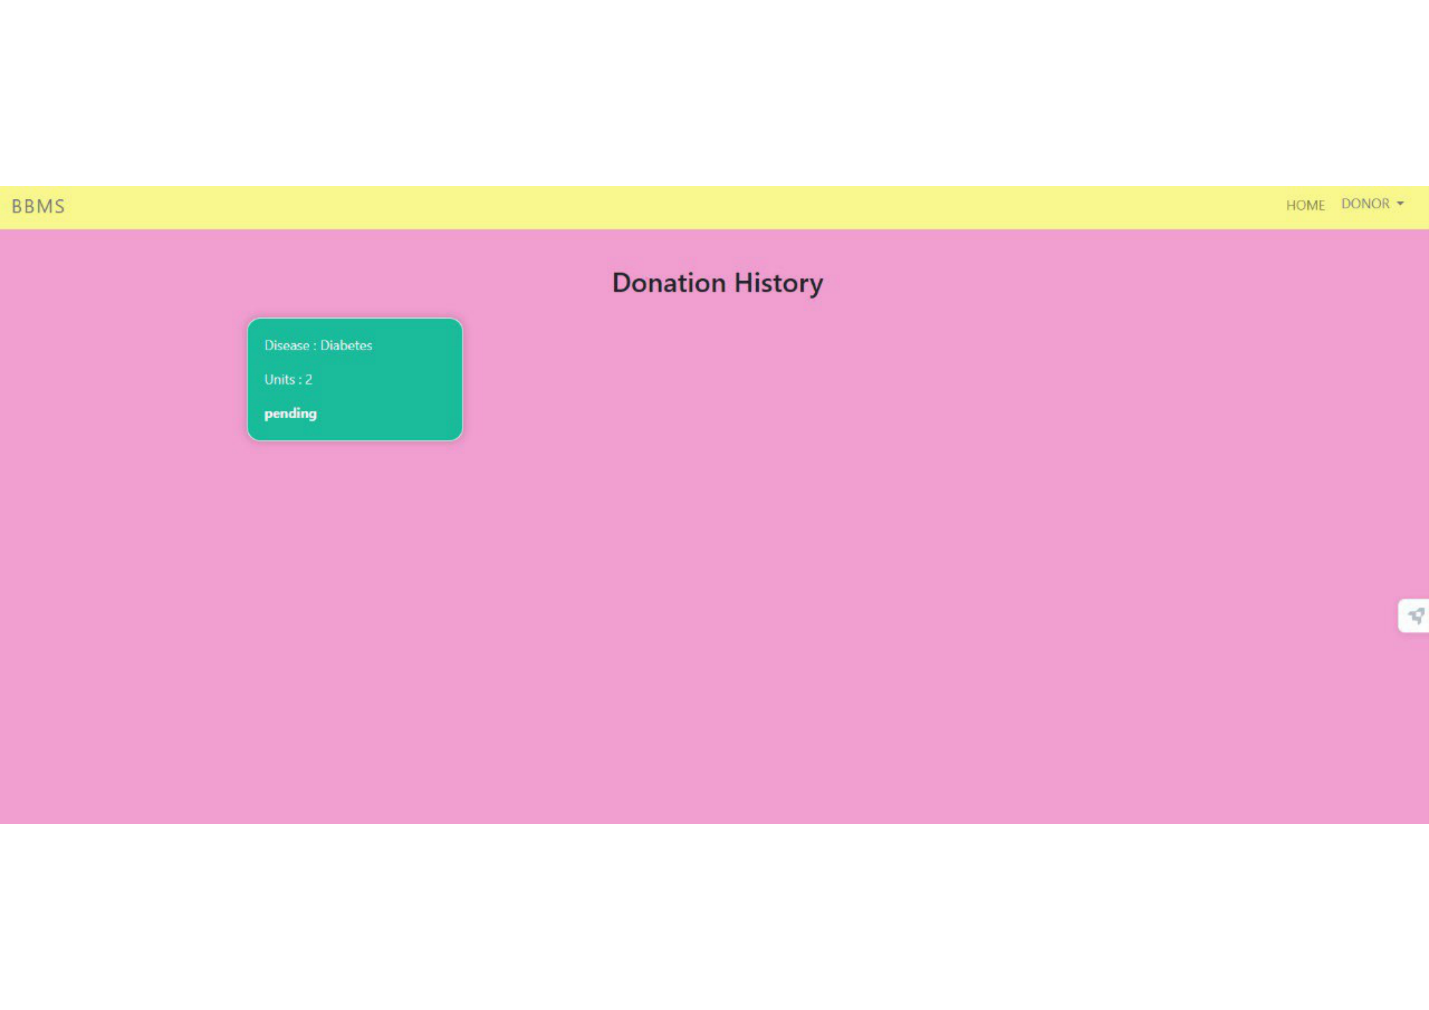 BBMS
HOME DONOR
Donation History
Disease : Diabetes
Units : 2
pending